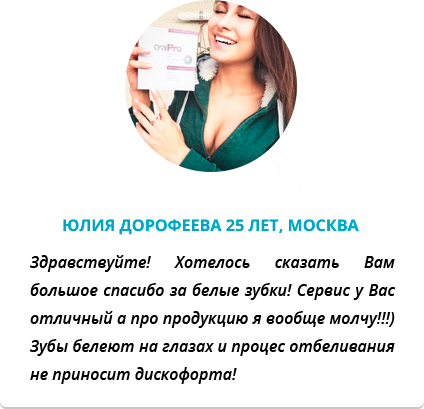 oralPro
ЮЛИЯ ДОРОФЕЕВА 25 ЛЕТ, МОСКВА
Здравствуйте! Хотелось сказать Вам
большое спасибо за белые зубки! Сервис у Вас
отличный а про продукцию я вообще молчу!!!)
Зубы белеют на глазах и процес отбеливания
не приносит дискофорта!